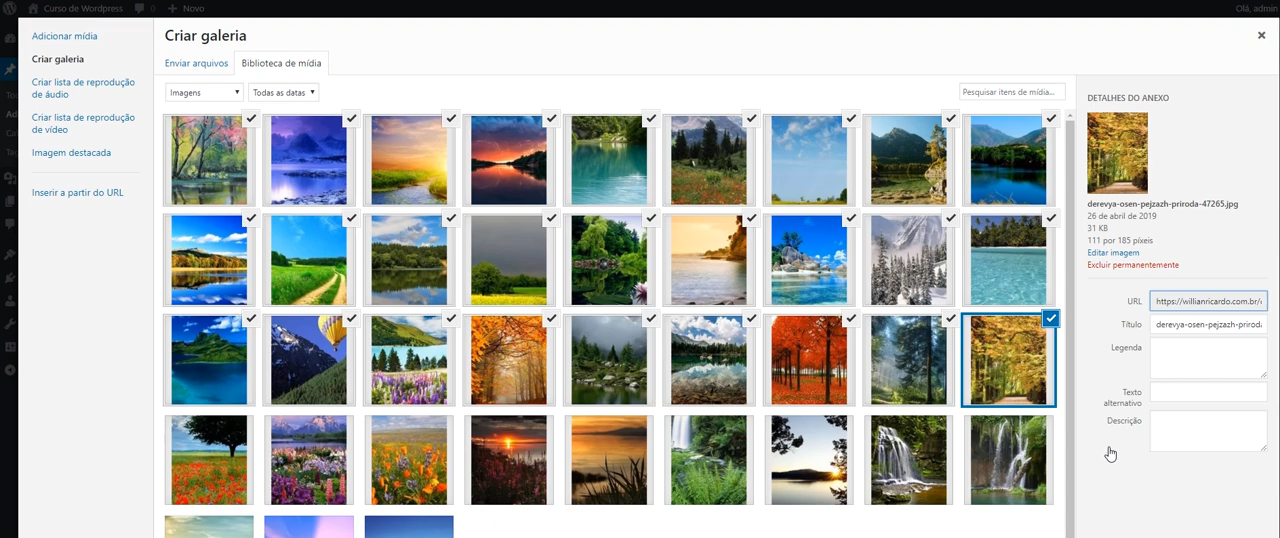 Curso de Wordpress 0 Novo Olá, admin
Adicionar mídia
Criar galeria
Criar lista de reprodução
de áudio
Criar lista de reprodução
de vídeo
Imagem destacada
Inserir a partir do URL
Criar galeria
Enviar arquivos Biblioteca de mídia
Imagens Todas as datas Pesquisar itens de mídia...
DETALHES DO ANEXO
derevya-osen-pejzazh-priroda-47265.jpg
26 de abril de 2019
31 KB
111 por 185 píxeis
Editar imagem
Excluir permanentemente
URL https://willianricardo.com.br/
Título derevya-osen-pejzazh-priroda
Legenda
Texto
alternativo
Descrição